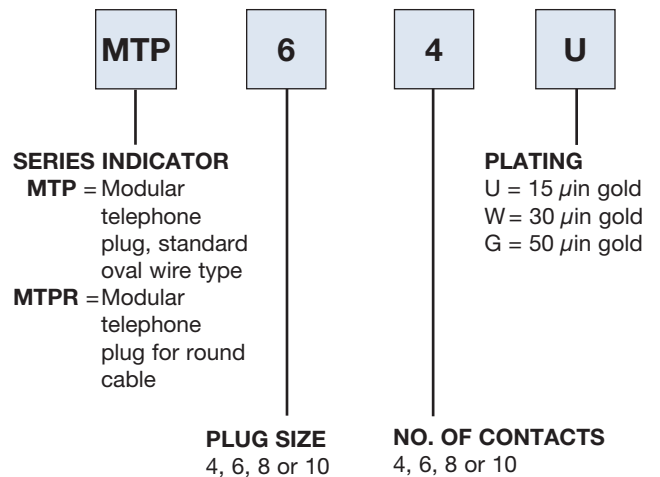 MTP 6 4 U
SERIES INDICATOR
MTP = Modular
telephone
plug, standard
oval wire type
MTPR = Modular
telephone
plug for round
cable
PLUG SIZE
4, 6, 8 or 10
NO. OF CONTACTS
4, 6, 8 or 10
PLATING
U = 15 µin gold
W = 30 µin gold
G = 50 µin gold